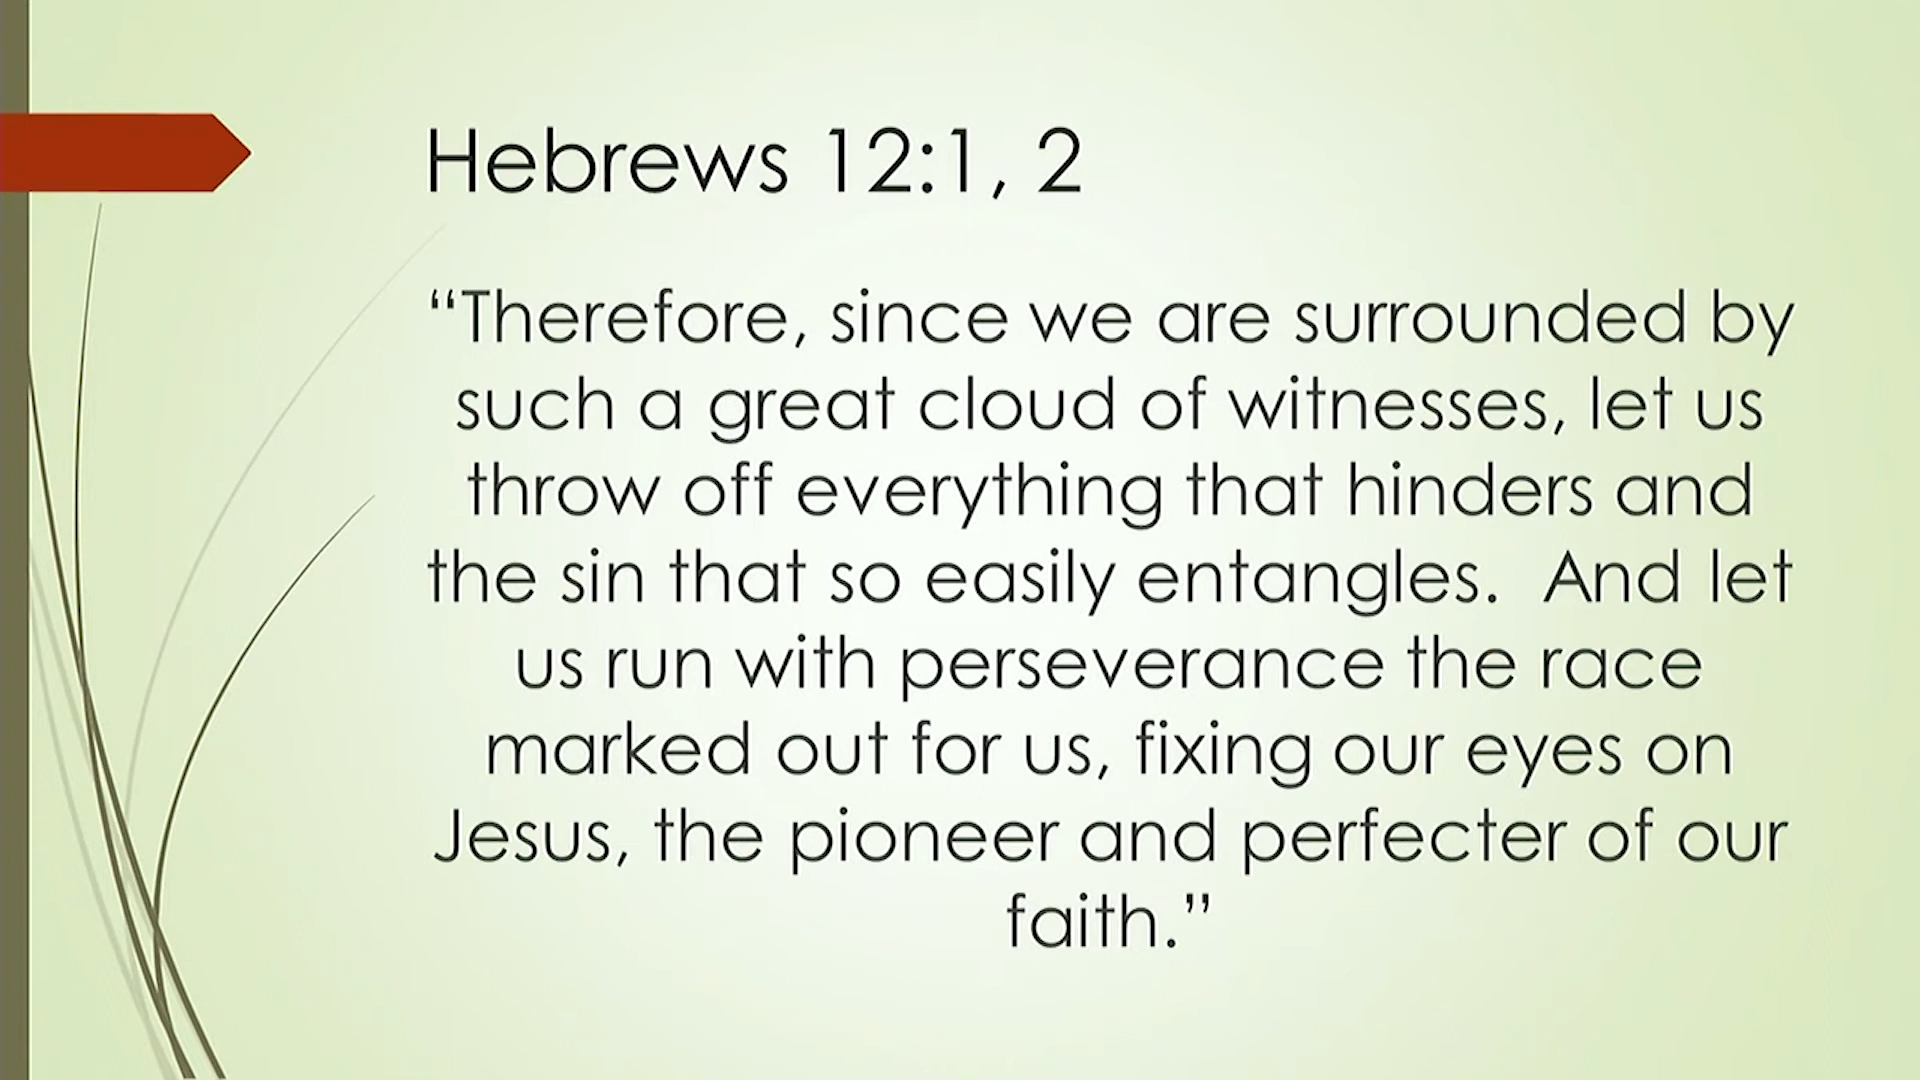 Hebrews 12:1, 2
“Therefore, since we are surrounded by
such a great cloud of witnesses, let us
throw off everything that hinders and
the sin that so easily entangles.  And let
us run with perseverance the race
marked out for us, fixing our eyes on
Jesus, the pioneer and perfecter of our
faith.”